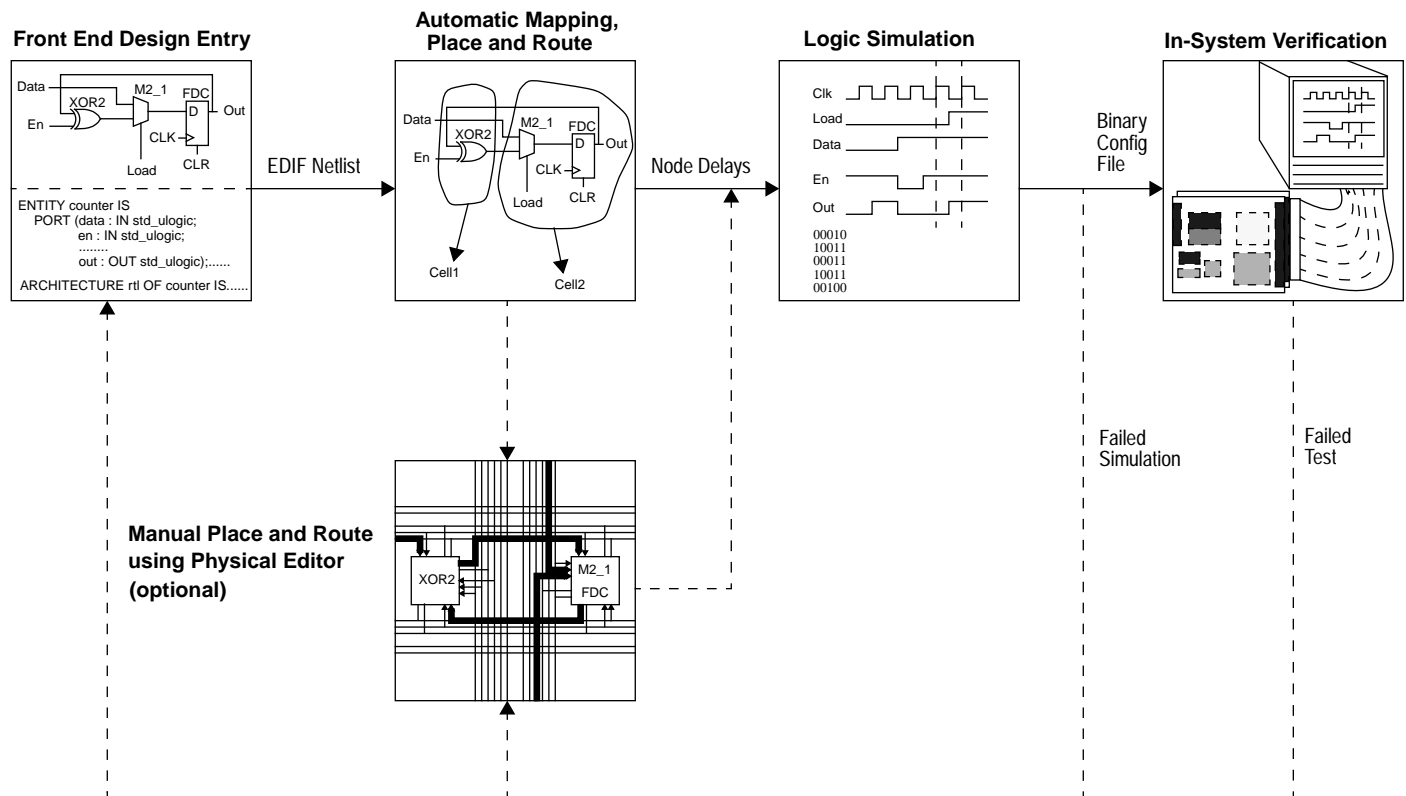 Front End Design Entry
Data
XOR2
En
M2_1
FDC
D
Out
CLK
Load
CLR
ENTITY counter IS
PORT (data : IN std_ulogic;
en : IN std_ulogic;
........
out : OUT std_ulogic);......
ARCHITECTURE rtl OF counter IS......
EDIF Netlist
Automatic Mapping,
Place and Route
Data
XOR2
En
M2_1
FDC
D
Out
CLK
Load
CLR
Cell1
Cell2
Node Delays
Logic Simulation
Clk
Load
Data
En
Out
00010
10011
00011
10011
00100
Binary
Config
File
In-System Verification
Manual Place and Route
using Physical Editor
(optional)
XOR2
M2_1
FDC
Failed
Simulation
Failed
Test